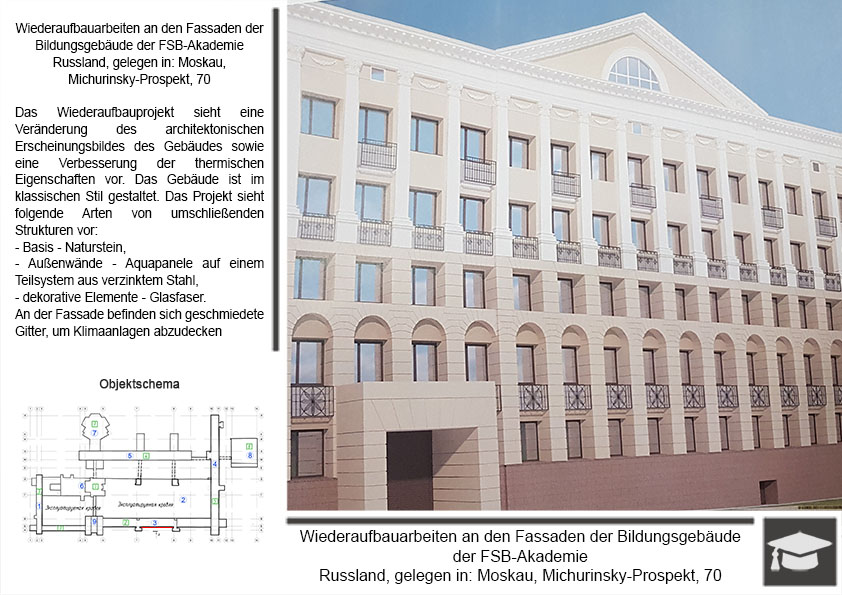 Wiederaufbauarbeiten an den Fassaden der
Bildungsgebäude der FSB-Akademie
Russland, gelegen in: Moskau,
Michurinsky-Prospekt, 70
Das Wiederaufbauprojekt sieht eine
Veränderung des architektonischen
Erscheinungsbildes des Gebäudes sowie
eine Verbesserung der thermischen
Eigenschaften vor. Das Gebäude ist im
klassischen Stil gestaltet. Das Projekt sieht
folgende Arten von umschließenden
Strukturen vor:
- Basis - Naturstein,
- Außenwände - Aquapanele auf einem
Teilsystem aus verzinktem Stahl,
- dekorative Elemente - Glasfaser.
An der Fassade befinden sich geschmiedete
Gitter, um Klimaanlagen abzudecken
Objektschema
7
5
4
8
6
1
Эксплуатируемая кровля
Эксплуатируемая кровля
2
9
3
Wiederaufbauarbeiten an den Fassaden der Bildungsgebäude
der FSB-Akademie
Russland, gelegen in: Moskau, Michurinsky-Prospekt, 70